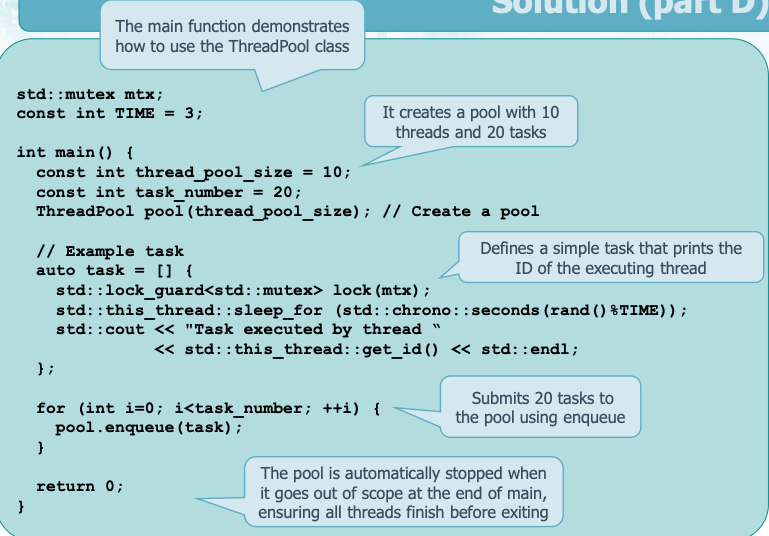 Solution (part D)
The main function demonstrates
how to use the ThreadPool class
std::mutex mtx;
const int TIME = 3;
It creates a pool with 10
threads and 20 tasks
int main() {
const int thread_pool_size = 10;
const int task_number = 20;
ThreadPool pool(thread_pool_size); // Create a pool
// Example task
Defines a simple task that prints the
ID of the executing thread
auto task = [] {
std::lock_guard<std::mutex> lock(mtx);
std::this_thread::sleep_for (std::chrono::seconds(rand()%TIME));
std::cout << "Task executed by thread “
<< std::this_thread::get_id() << std::endl;
};
Submits 20 tasks to
the pool using enqueue
for (int i=0; i<task_number; ++i) {
pool.enqueue(task);
}
The pool is automatically stopped when
it goes out of scope at the end of main,
ensuring all threads finish before exiting
return 0;
}